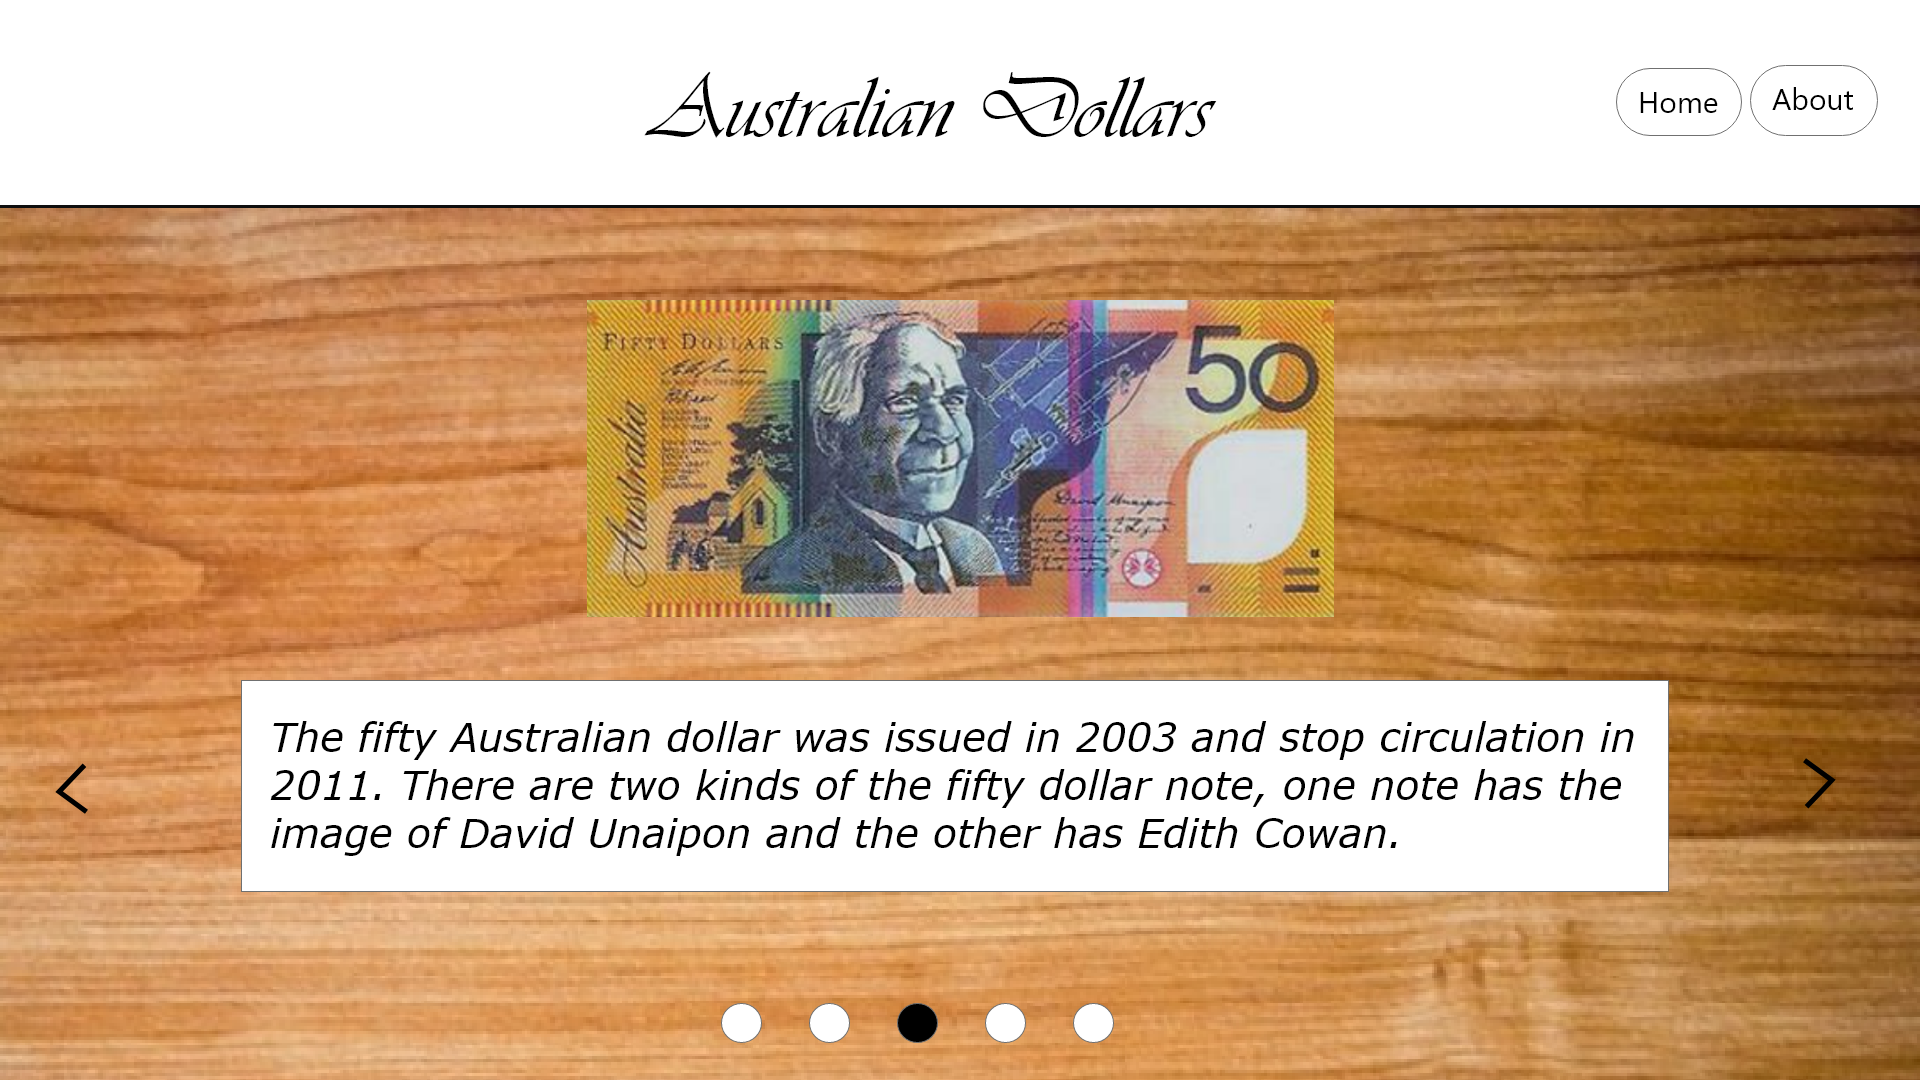 Australian Dollars
Home
About
FIFTY DOLLARS
50
Australia
David Unaipon
The fifty Australian dollar was issued in 2003 and stop circulation in
2011. There are two kinds of the fifty dollar note, one note has the
image of David Unaipon and the other has Edith Cowan.